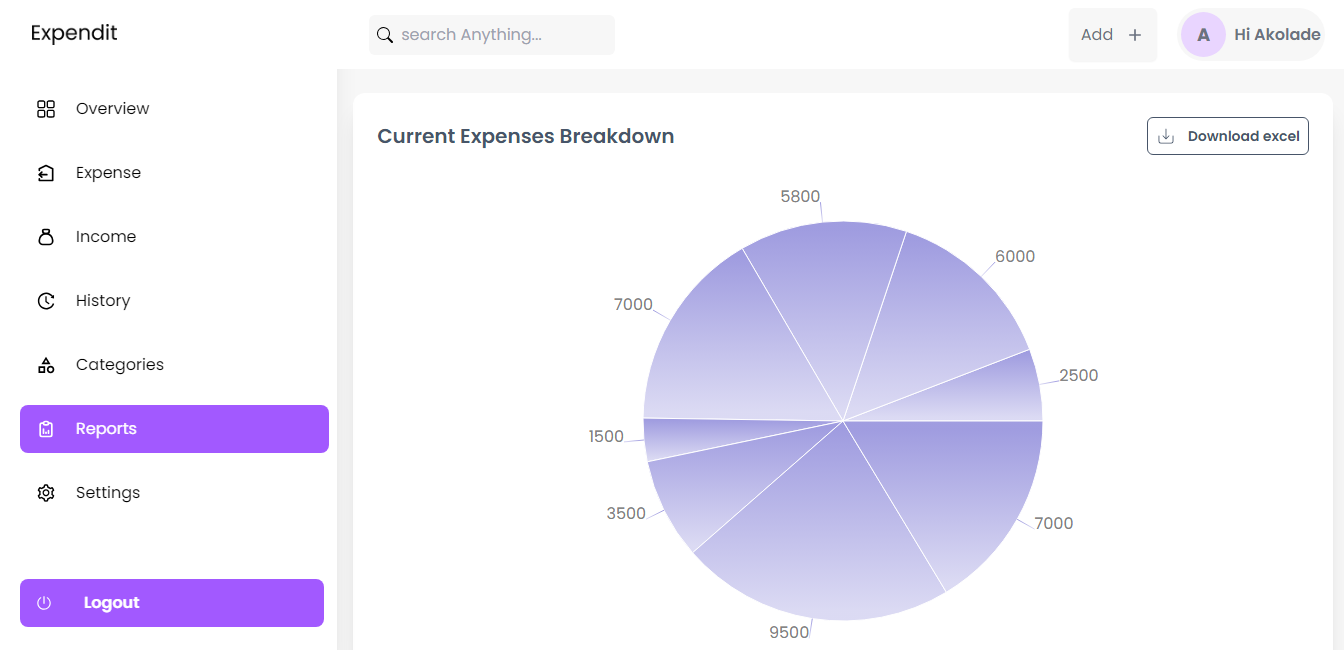 Expendit
search Anything...
Add +
A
Hi Akolade
Overview
Expense
Income
History
Categories
Reports
Settings
Logout
Current Expenses Breakdown
Download excel
5800
6000
7000
2500
1500
3500
7000
9500